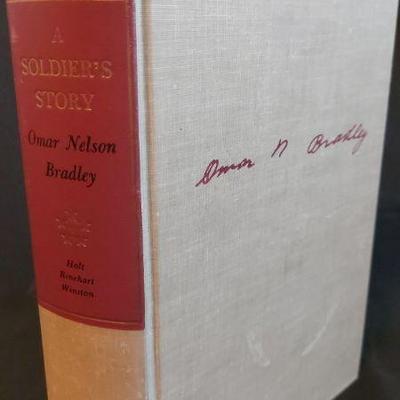 A
SOLDIER'S
STORY
Omar Nelson
Bradley
Holt
Rinehart
Winston
Omar N Bradley